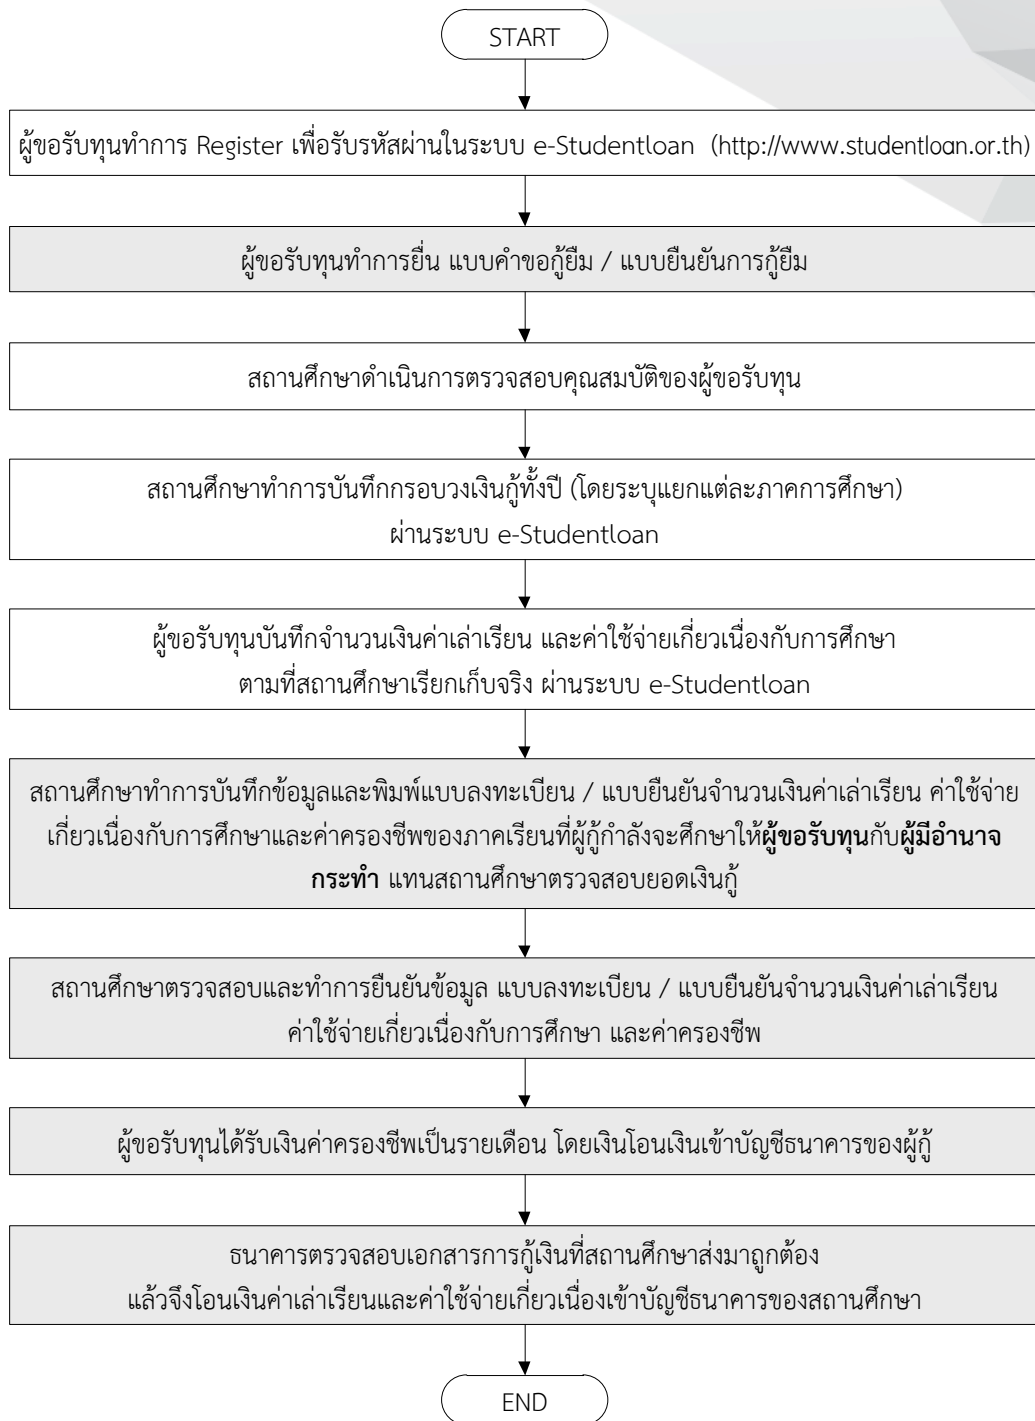 START
ผู้ขอรับทุนทำการ Register เพื่อรับรหัสผ่านในระบบ e-Studentloan (http://www.studentloan.or.th)
ผู้ขอรับทุนทำการยื่น แบบคำขอกู้ยืม / แบบยืนยันการกู้ยืม
สถานศึกษาดำเนินการตรวจสอบคุณสมบัติของผู้ขอรับทุน
สถานศึกษาทำการบันทึกกรอบวงเงินกู้ทั้งปี (โดยระบุแยกแต่ละภาคการศึกษา)
ผ่านระบบ e-Studentloan
ผู้ขอรับทุนบันทึกจำนวนเงินค่าเล่าเรียน และค่าใช้จ่ายเกี่ยวเนื่องกับการศึกษา
ตามที่สถานศึกษาเรียกเก็บจริง ผ่านระบบ e-Studentloan
สถานศึกษาทำการบันทึกข้อมูลและพิมพ์แบบลงทะเบียน / แบบยืนยันจำนวนเงินค่าเล่าเรียน ค่าใช้จ่าย
เกี่ยวเนื่องกับการศึกษาและค่าครองชีพของภาคเรียนที่ผู้กู้กำลังจะศึกษาให้ผู้ขอรับทุนกับผู้มีอำนาจ
กระทำ แทนสถานศึกษาตรวจสอบยอดเงินกู้
สถานศึกษาตรวจสอบและทำการยืนยันข้อมูล แบบลงทะเบียน / แบบยืนยันจำนวนเงินค่าเล่าเรียน
ค่าใช้จ่ายเกี่ยวเนื่องกับการศึกษา และค่าครองชีพ
ผู้ขอรับทุนได้รับเงินค่าครองชีพเป็นรายเดือน โดยเงินโอนเงินเข้าบัญชีธนาคารของผู้กู้
ธนาคารตรวจสอบเอกสารการกู้เงินที่สถานศึกษาส่งมาถูกต้อง
แล้วจึงโอนเงินค่าเล่าเรียนและค่าใช้จ่ายเกี่ยวเนื่องเข้าบัญชีธนาคารของสถานศึกษา
END